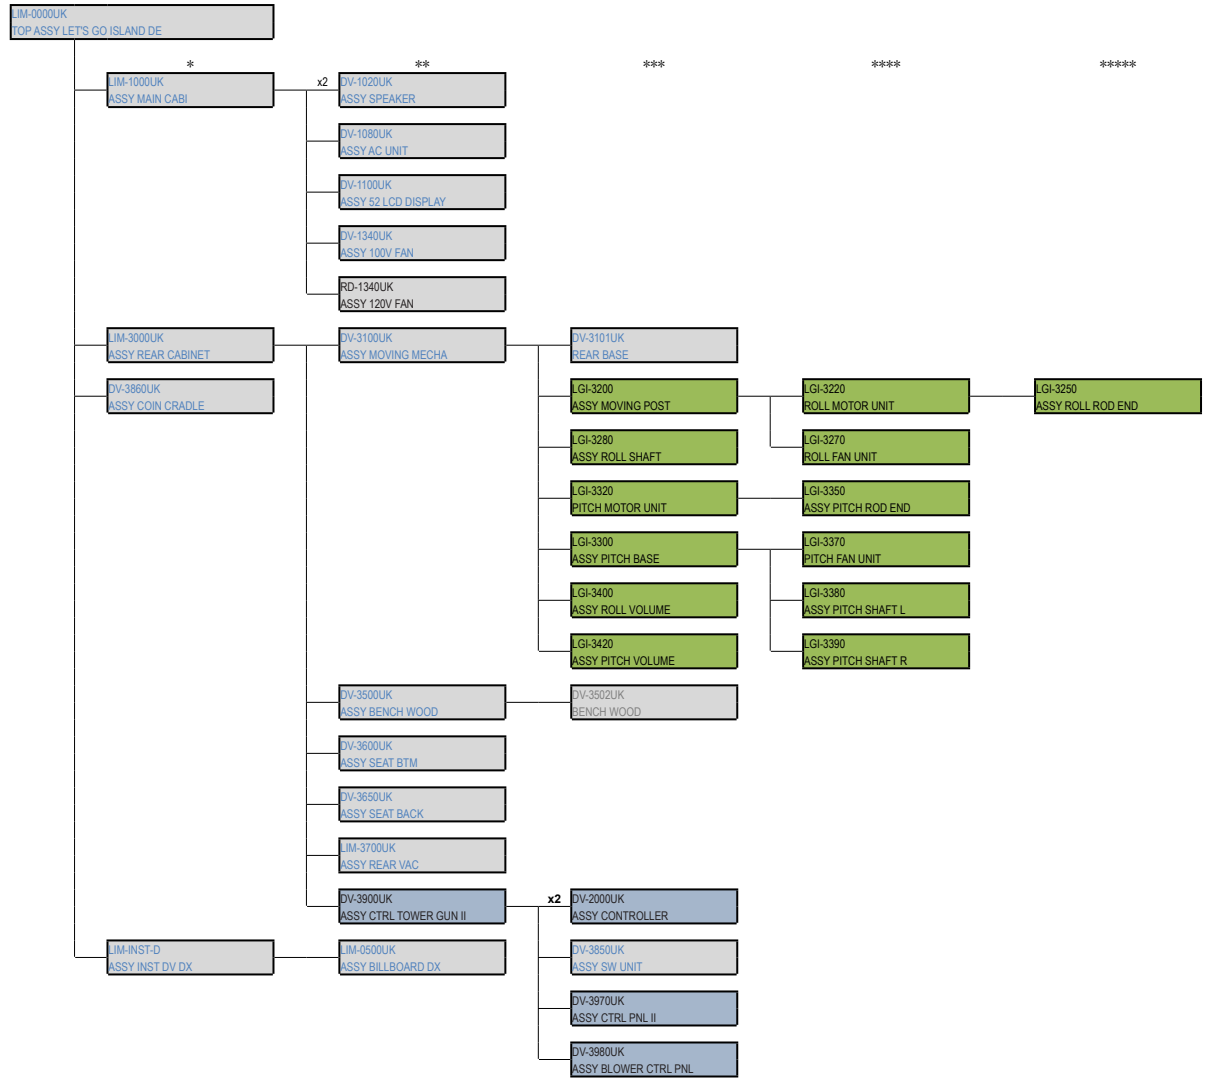 LIM-0000UK
TOP ASSY LET'S GO ISLAND DE
* ** *** **** *****
LIM-1000UK
ASSY MAIN CABI
x2
DV-1020UK
ASSY SPEAKER
DV-1080UK
ASSY AC UNIT
DV-1100UK
ASSY 52 LCD DISPLAY
DV-1340UK
ASSY 100V FAN
RD-1340UK
ASSY 120V FAN
LIM-3000UK
ASSY REAR CABINET
DV-3100UK
ASSY MOVING MECHA
DV-3101UK
REAR BASE
DV-3860UK
ASSY COIN CRADLE
LGI-3200
ASSY MOVING POST
LGI-3220
ROLL MOTOR UNIT
LGI-3250
ASSY ROLL ROD END
LGI-3280
ASSY ROLL SHAFT
LGI-3270
ROLL FAN UNIT
LGI-3320
PITCH MOTOR UNIT
LGI-3350
ASSY PITCH ROD END
LGI-3300
ASSY PITCH BASE
LGI-3370
PITCH FAN UNIT
LGI-3400
ASSY ROLL VOLUME
LGI-3380
ASSY PITCH SHAFT L
LGI-3420
ASSY PITCH VOLUME
LGI-3390
ASSY PITCH SHAFT R
DV-3500UK
ASSY BENCH WOOD
DV-3502UK
BENCH WOOD
DV-3600UK
ASSY SEAT BTM
DV-3650UK
ASSY SEAT BACK
LIM-3700UK
ASSY REAR VAC
DV-3900UK
ASSY CTRL TOWER GUN II
x2
DV-2000UK
ASSY CONTROLLER
LIM-INST-D
ASSY INST DV DX
LIM-0500UK
ASSY BILLBOARD DX
DV-3850UK
ASSY SW UNIT
DV-3970UK
ASSY CTRL PNL II
DV-3980UK
ASSY BLOWER CTRL PNL